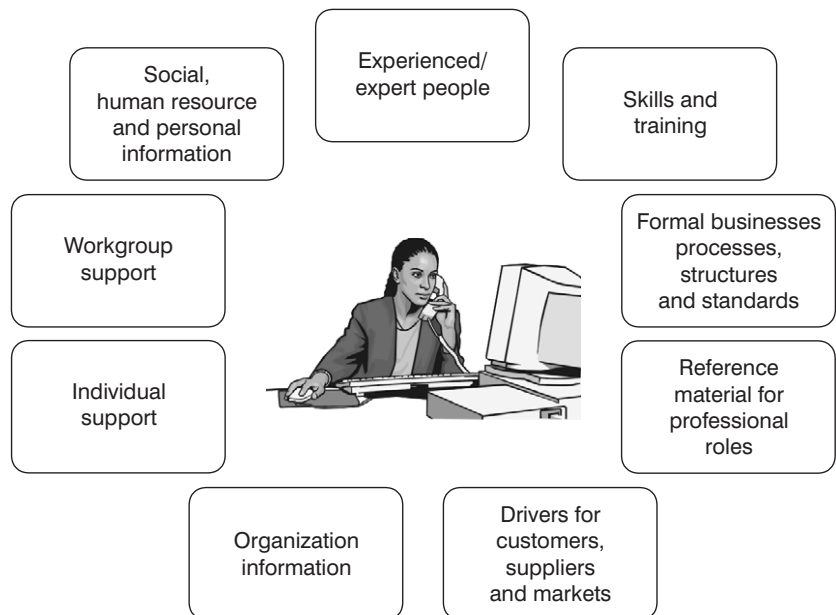 Experienced/
expert people
Social,
human resource
and personal
information
Skills and
training
Workgroup
support
Formal businesses
processes,
structures
and standards
Individual
support
Reference
material for
professional
roles
Organization
information
Drivers for
customers,
suppliers
and markets